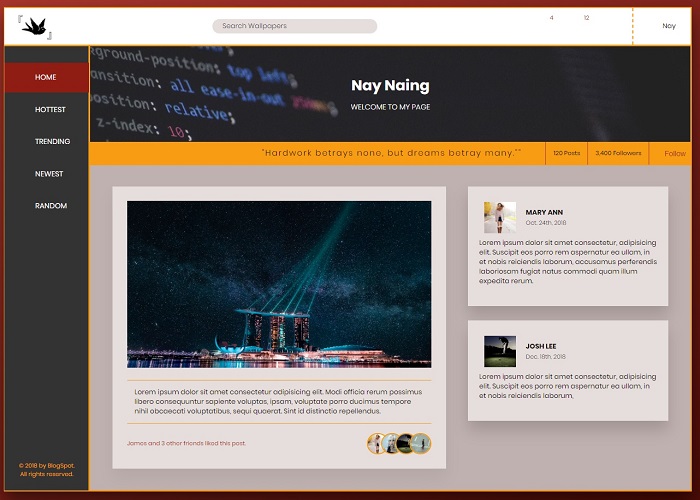 Search Wallpapers
4
12
Nay
HOME
HOTTEST
TRENDING
NEWEST
RANDOM
© 2018 by BlogSpot.
All rights reserved.
ground-position: top left;
ansition: all ease-in-out
position: relative;
z-index: 10;
Nay Naing
WELCOME TO MY PAGE
"Hardwork betrays none, but dreams betray many.""
120 Posts
3,400 Followers
Follow
Lorem ipsum dolor sit amet consectetur adipisicing elit. Modi officia rerum possimus
libero consequuntur sapiente voluptas, ipsam, voluptate porro ducimus tempore
nihil obcaecati voluptatibus, sequi quaerat. Sint id distinctio repellendus.
James and 3 other friends liked this post.
MARY ANN
Oct. 24th, 2018
Lorem ipsum dolor sit amet consectetur, adipisicing
elit. Suscipit eos porro rem aspernatur ea ullam, in
et nobis reiciendis laborum, accusamus perferendis
laboriosam fugiat natus commodi quam illum
expedita rerum.
JOSH LEE
Dec. 18th, 2018
Lorem ipsum dolor sit amet consectetur, adipisicing
elit. Suscipit eos porro rem aspernatur ea ullam, in
et nobis reiciendis laborum,